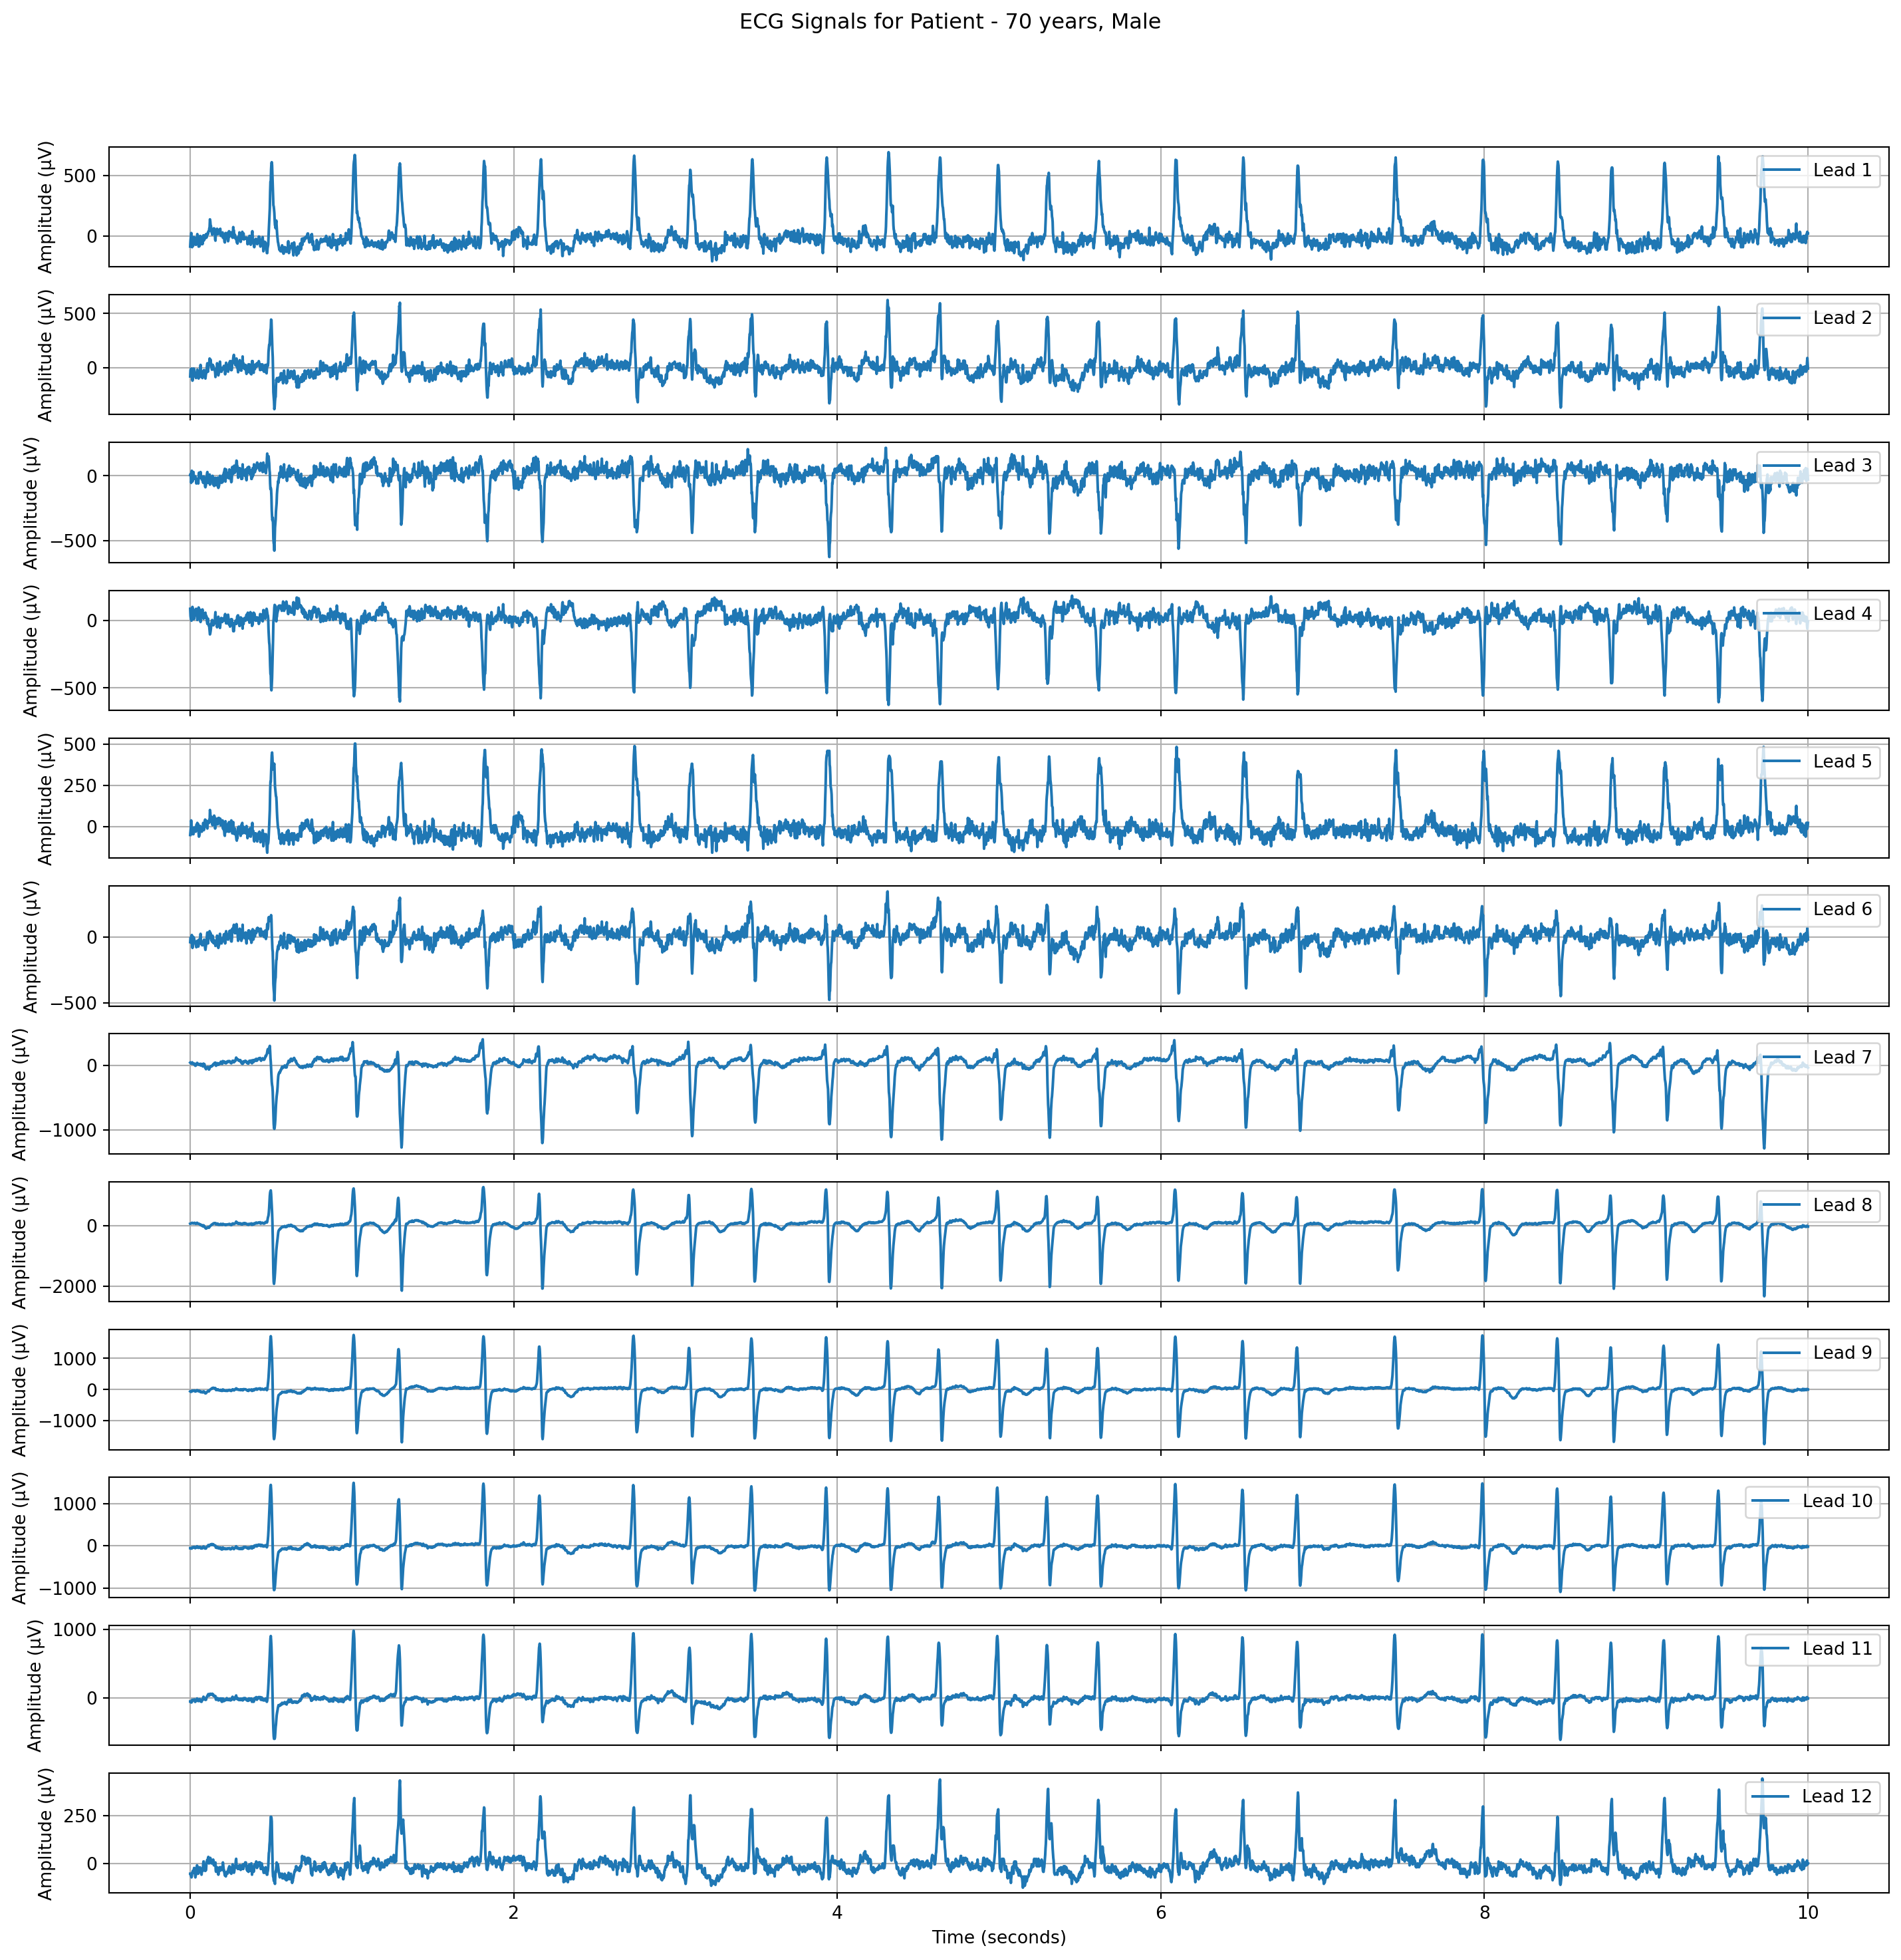 ECG Signals for Patient - 70 years, Male
Amplitude (µV)
500
0
Lead 1
Amplitude (µV)
500
0
Lead 2
Amplitude (µV)
0
−500
Lead 3
Amplitude (µV)
0
−500
Lead 4
Amplitude (µV)
500
250
0
Lead 5
Amplitude (µV)
0
−500
Lead 6
Amplitude (µV)
0
−1000
Lead 7
Amplitude (µV)
0
−2000
Lead 8
Amplitude (µV)
1000
0
−1000
Lead 9
Amplitude (µV)
1000
0
−1000
Lead 10
Amplitude (µV)
1000
0
Lead 11
Amplitude (µV)
250
0
Lead 12
0 2 4 6 8 10
Time (seconds)